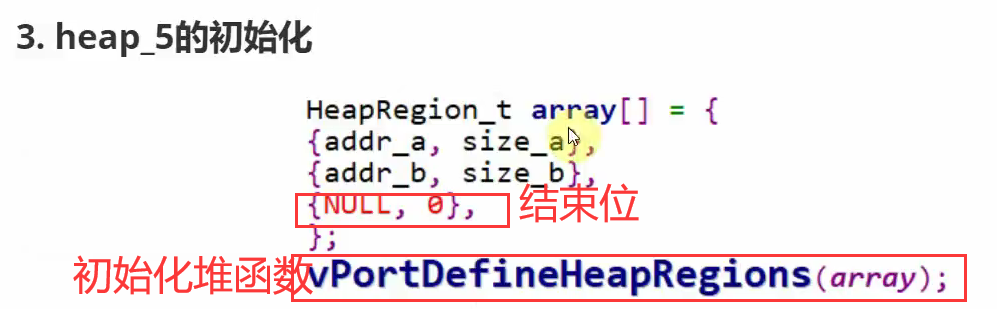 3. heap_5的初始化
HeapRegion_t array[] = {
{addr_a, size_a},
{addr_b, size_b},
{NULL, 0}, 结束位
};
初始化堆函数 vPortDefineHeapRegions(array);